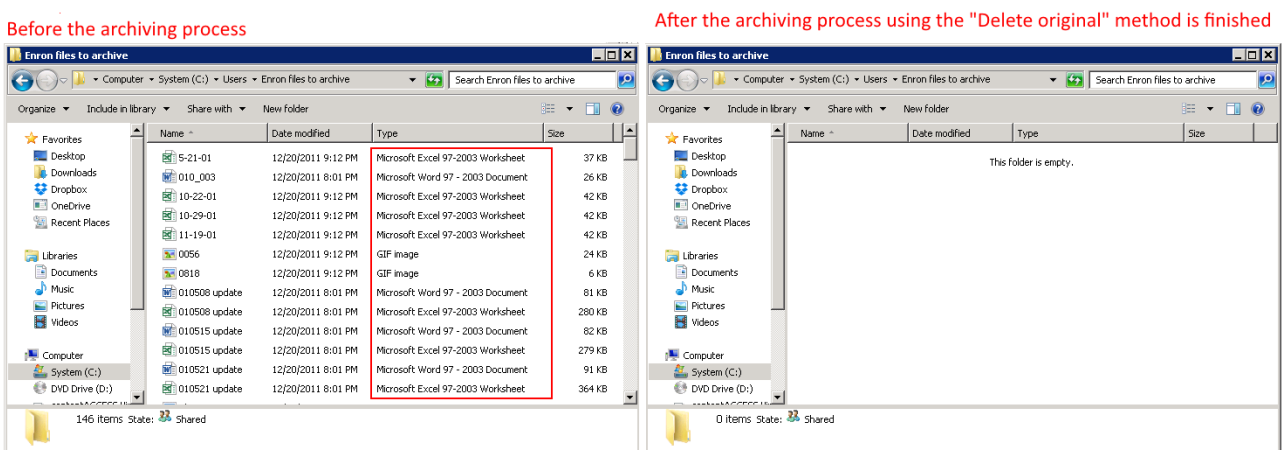 Before the archiving process
After the archiving process using the "Delete original" method is finished
Enron files to archive
Computer System (C:) Users Enron files to archive
Search Enron files to archive
Organize Include in library Share with New folder
Favorites
Desktop
Downloads
Dropbox
OneDrive
Recent Places
Libraries
Documents
Music
Pictures
Videos
Computer
System (C:)
DVD Drive (D:)
Name Date modified Type Size
5-21-01 12/20/2011 9:12 PM Microsoft Excel 97-2003 Worksheet 37 KB
010_003 12/20/2011 8:01 PM Microsoft Word 97 - 2003 Document 26 KB
10-22-01 12/20/2011 9:12 PM Microsoft Excel 97-2003 Worksheet 42 KB
10-29-01 12/20/2011 9:12 PM Microsoft Excel 97-2003 Worksheet 42 KB
11-19-01 12/20/2011 9:12 PM Microsoft Excel 97-2003 Worksheet 42 KB
0056 12/20/2011 9:12 PM GIF image 24 KB
0818 12/20/2011 9:12 PM GIF image 6 KB
010508 update 12/20/2011 8:01 PM Microsoft Word 97 - 2003 Document 81 KB
010508 update 12/20/2011 8:01 PM Microsoft Excel 97-2003 Worksheet 280 KB
010515 update 12/20/2011 8:01 PM Microsoft Word 97 - 2003 Document 82 KB
010515 update 12/20/2011 8:01 PM Microsoft Excel 97-2003 Worksheet 279 KB
010521 update 12/20/2011 8:01 PM Microsoft Word 97 - 2003 Document 91 KB
010521 update 12/20/2011 8:01 PM Microsoft Excel 97-2003 Worksheet 364 KB
146 items State: Shared
Enron files to archive
Computer System (C:) Users Enron files to archive
Search Enron files to archive
Organize Include in library Share with New folder
Favorites
Desktop
Downloads
Dropbox
OneDrive
Recent Places
Libraries
Documents
Music
Pictures
Videos
Computer
System (C:)
DVD Drive (D:)
Name Date modified Type Size
This folder is empty.
0 items State: Shared